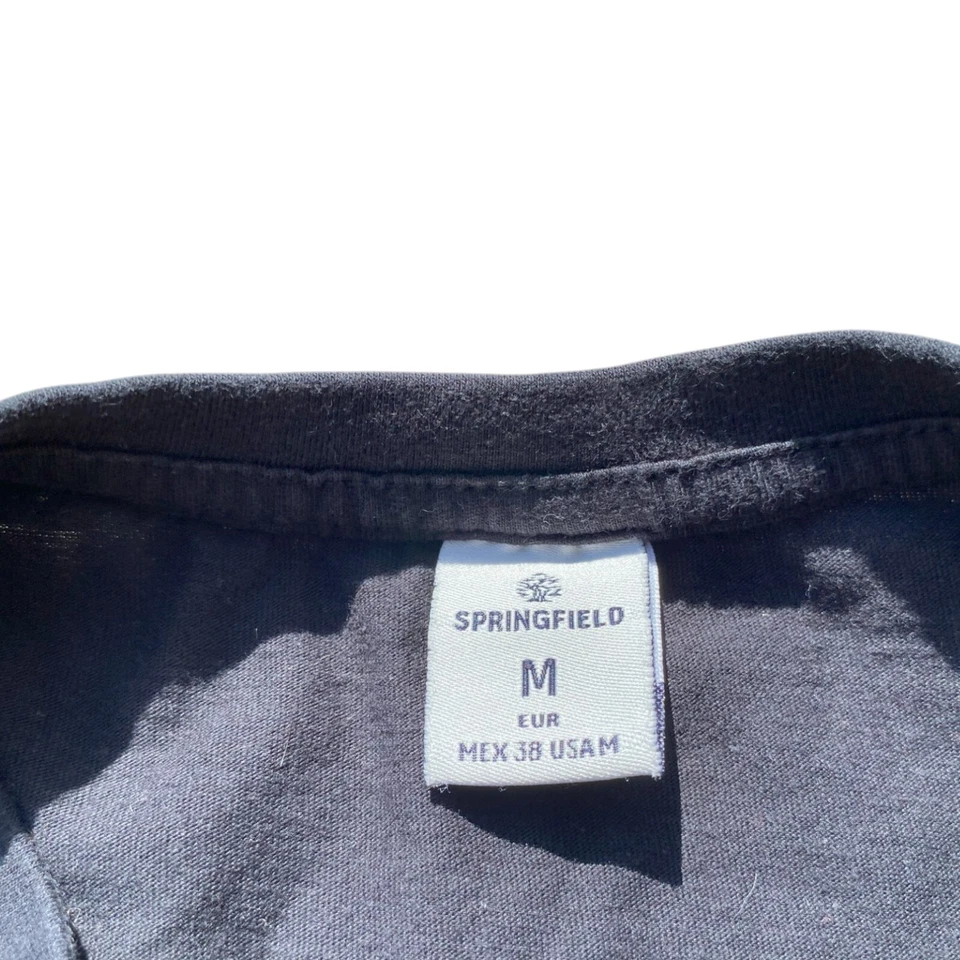 SPRINGFIELD
M
EUR
MEX 38 USA M